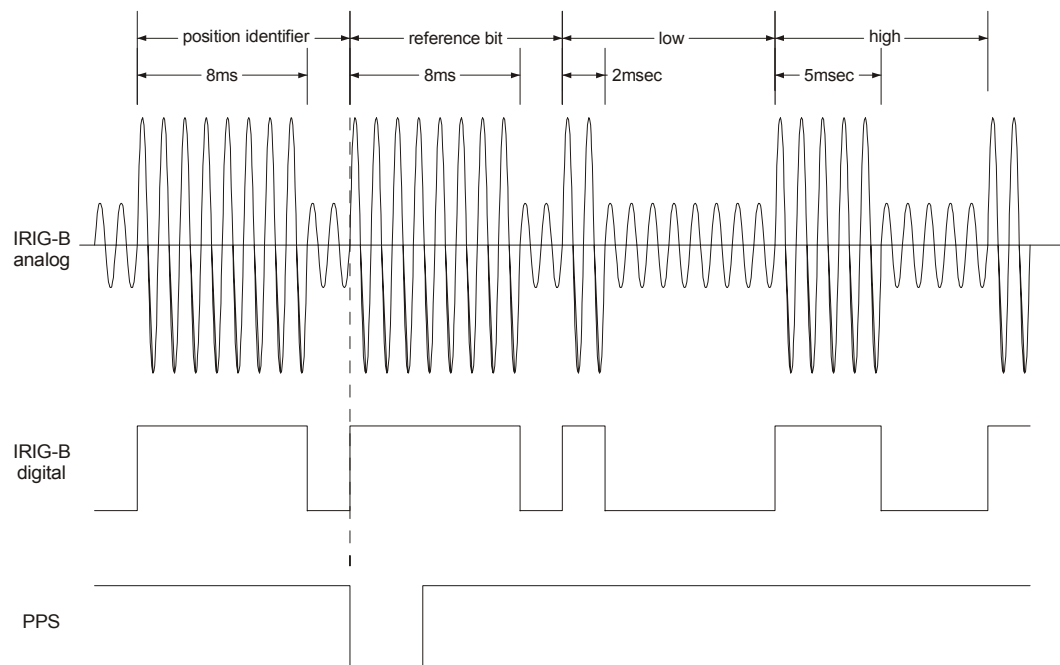 position identifier
reference bit
low
high
8ms
8ms
2msec
5msec
IRIG-B
analog
IRIG-B
digital
PPS